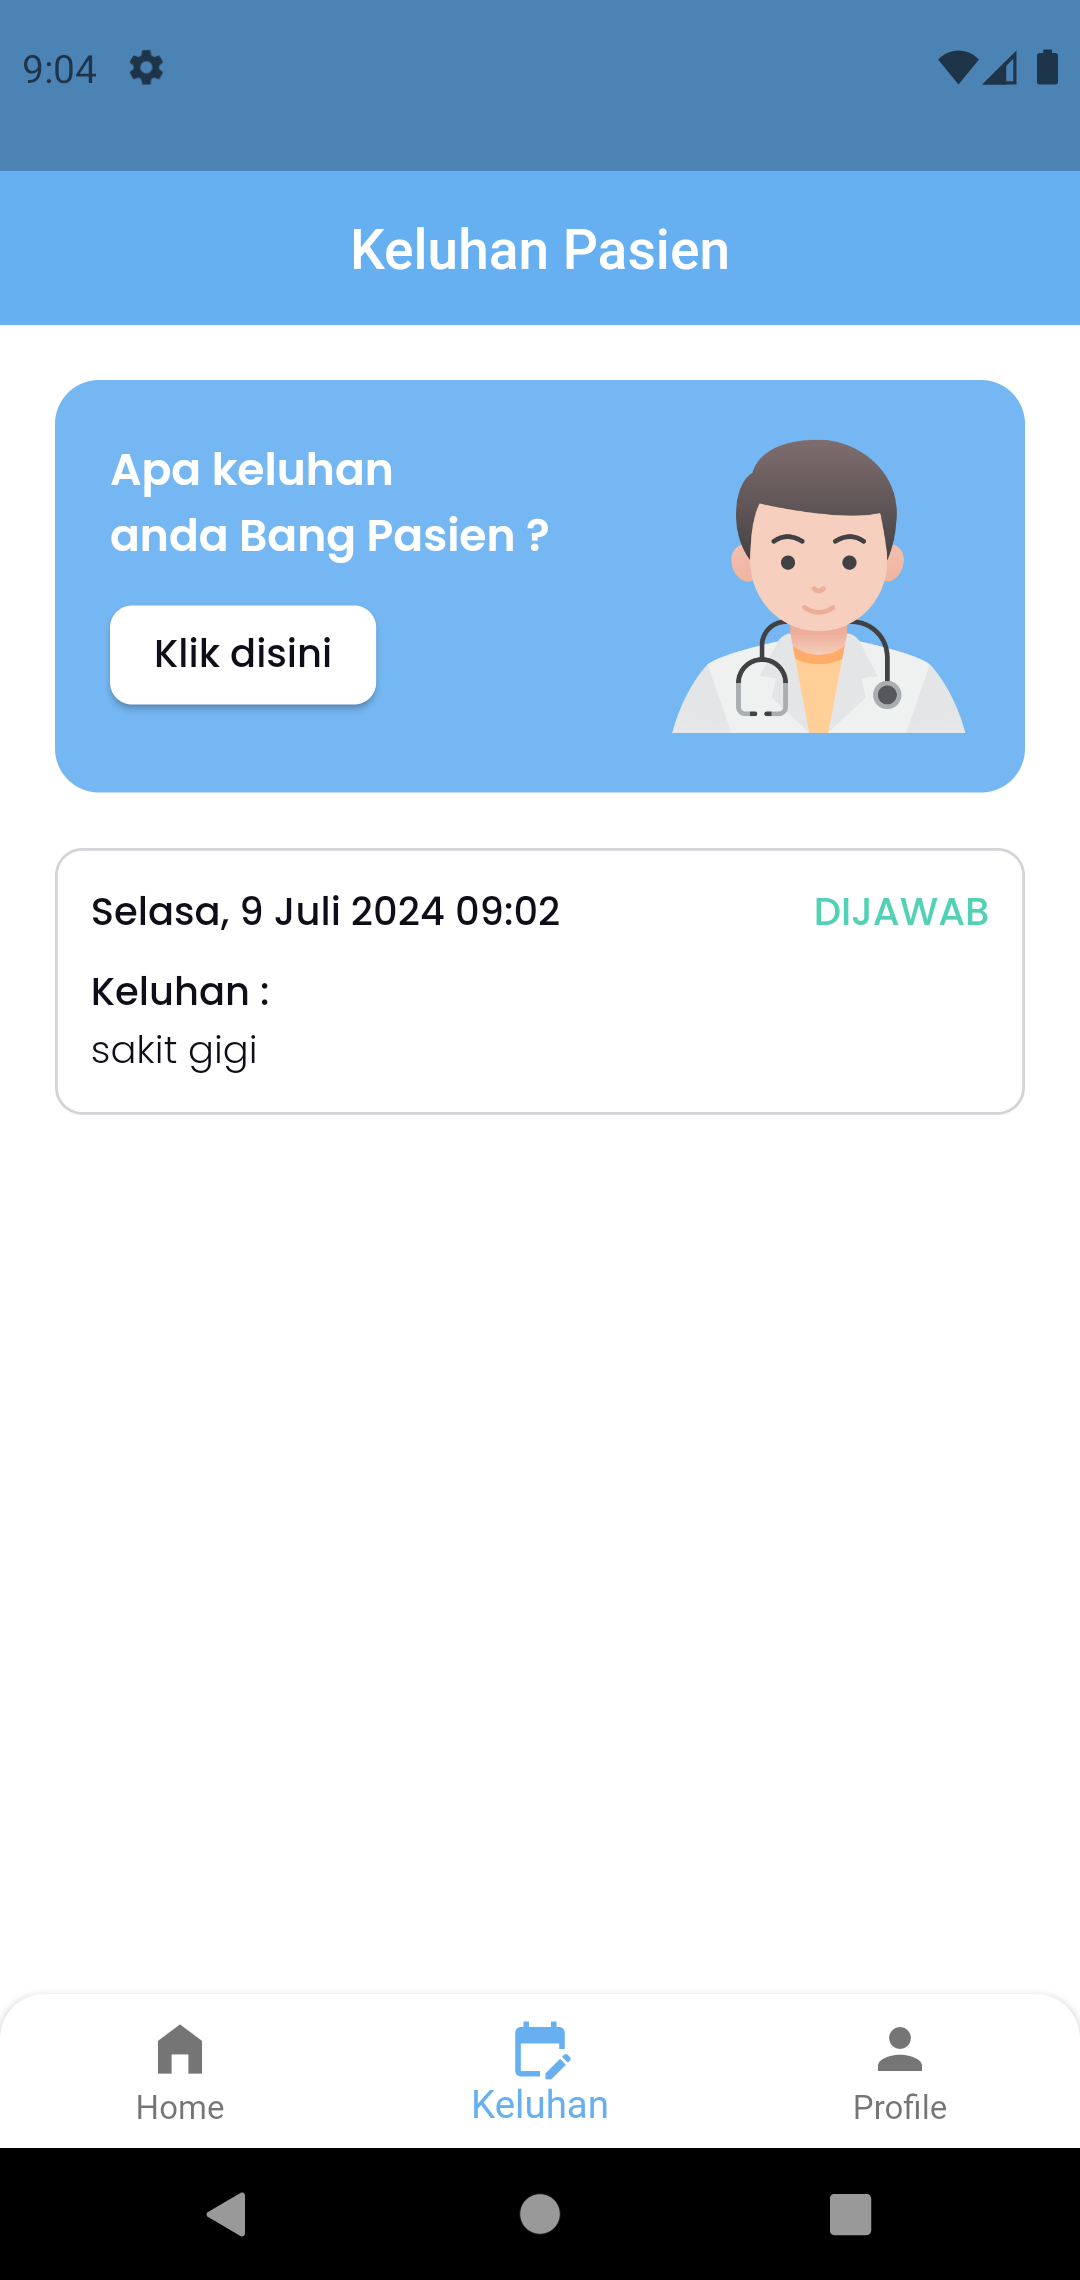 9:04
Keluhan Pasien
Apa keluhan
anda Bang Pasien ?
Klik disini
Selasa, 9 Juli 2024 09:02
DIJAWAB
Keluhan :
sakit gigi
Home
Keluhan
Profile